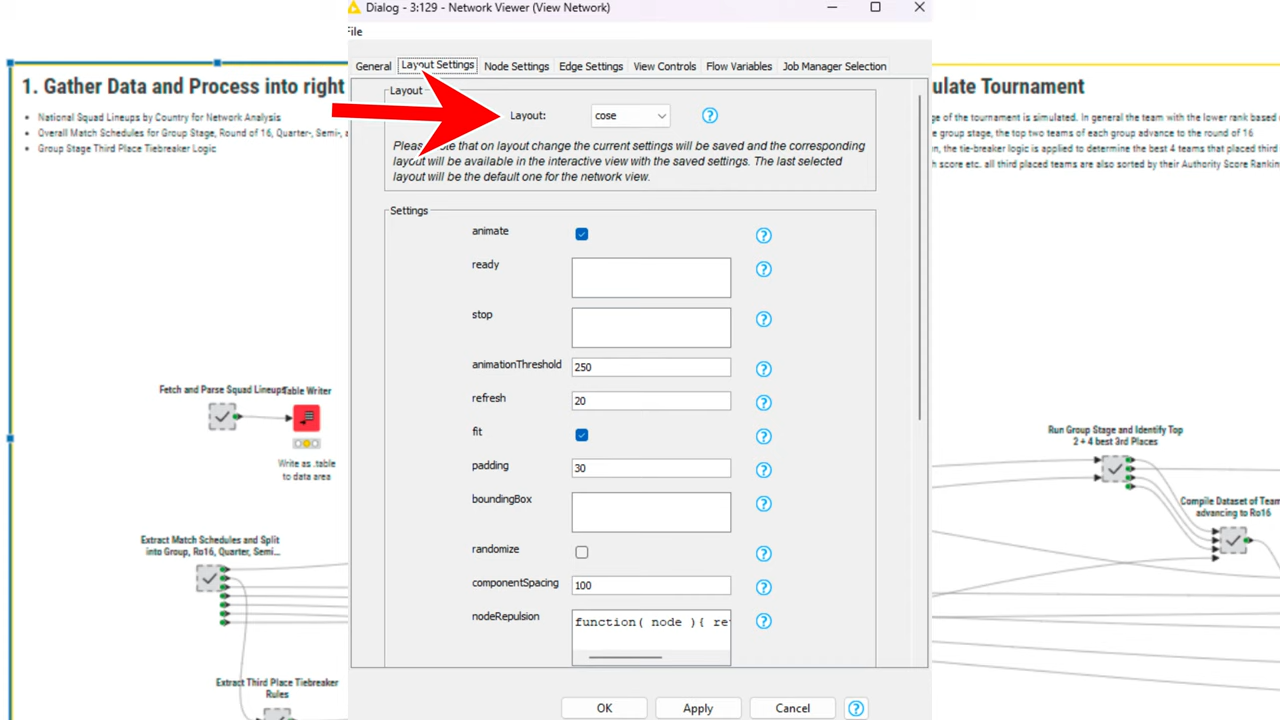 Dialog - 3:129 - Network Viewer (View Network)
File
General
Layout Settings
Node Settings
Edge Settings
View Controls
Flow Variables
Job Manager Selection
Layout
Layout:
cose
Please note that on layout change the current settings will be saved and the corresponding
layout will be available in the interactive view with the saved settings. The last selected
layout will be the default one for the network view.
Settings
animate
ready
stop
animationThreshold
250
refresh
20
fit
padding
30
boundingBox
randomize
componentSpacing
100
nodeRepulsion
function( node ){ re
OK
Apply
Cancel
1. Gather Data and Process into right
National Squad Lineups by Country for Network Analysis
Overall Match Schedules for Group Stage, Round of 16, Quarter-, Semi-, a
Group Stage Third Place Tiebreaker Logic
Fetch and Parse Squad Lineups
Table Writer
Write as .table
to data area
Extract Match Schedules and Split
into Group, Ro16, Quarter, Semi...
Extract Third Place Tiebreaker
Rules
ulate Tournament
ge of the tournament is simulated. In general the team with the lower rank based
e group stage, the top two teams of each group advance to the round of 16
n, the tie-breaker logic is applied to determine the best 4 teams that placed third
h score etc. all third placed teams are also sorted by their Authority Score Ranking
Run Group Stage and Identify Top
2 + 4 best 3rd Places
Compile Dataset of Team
advancing to Ro16